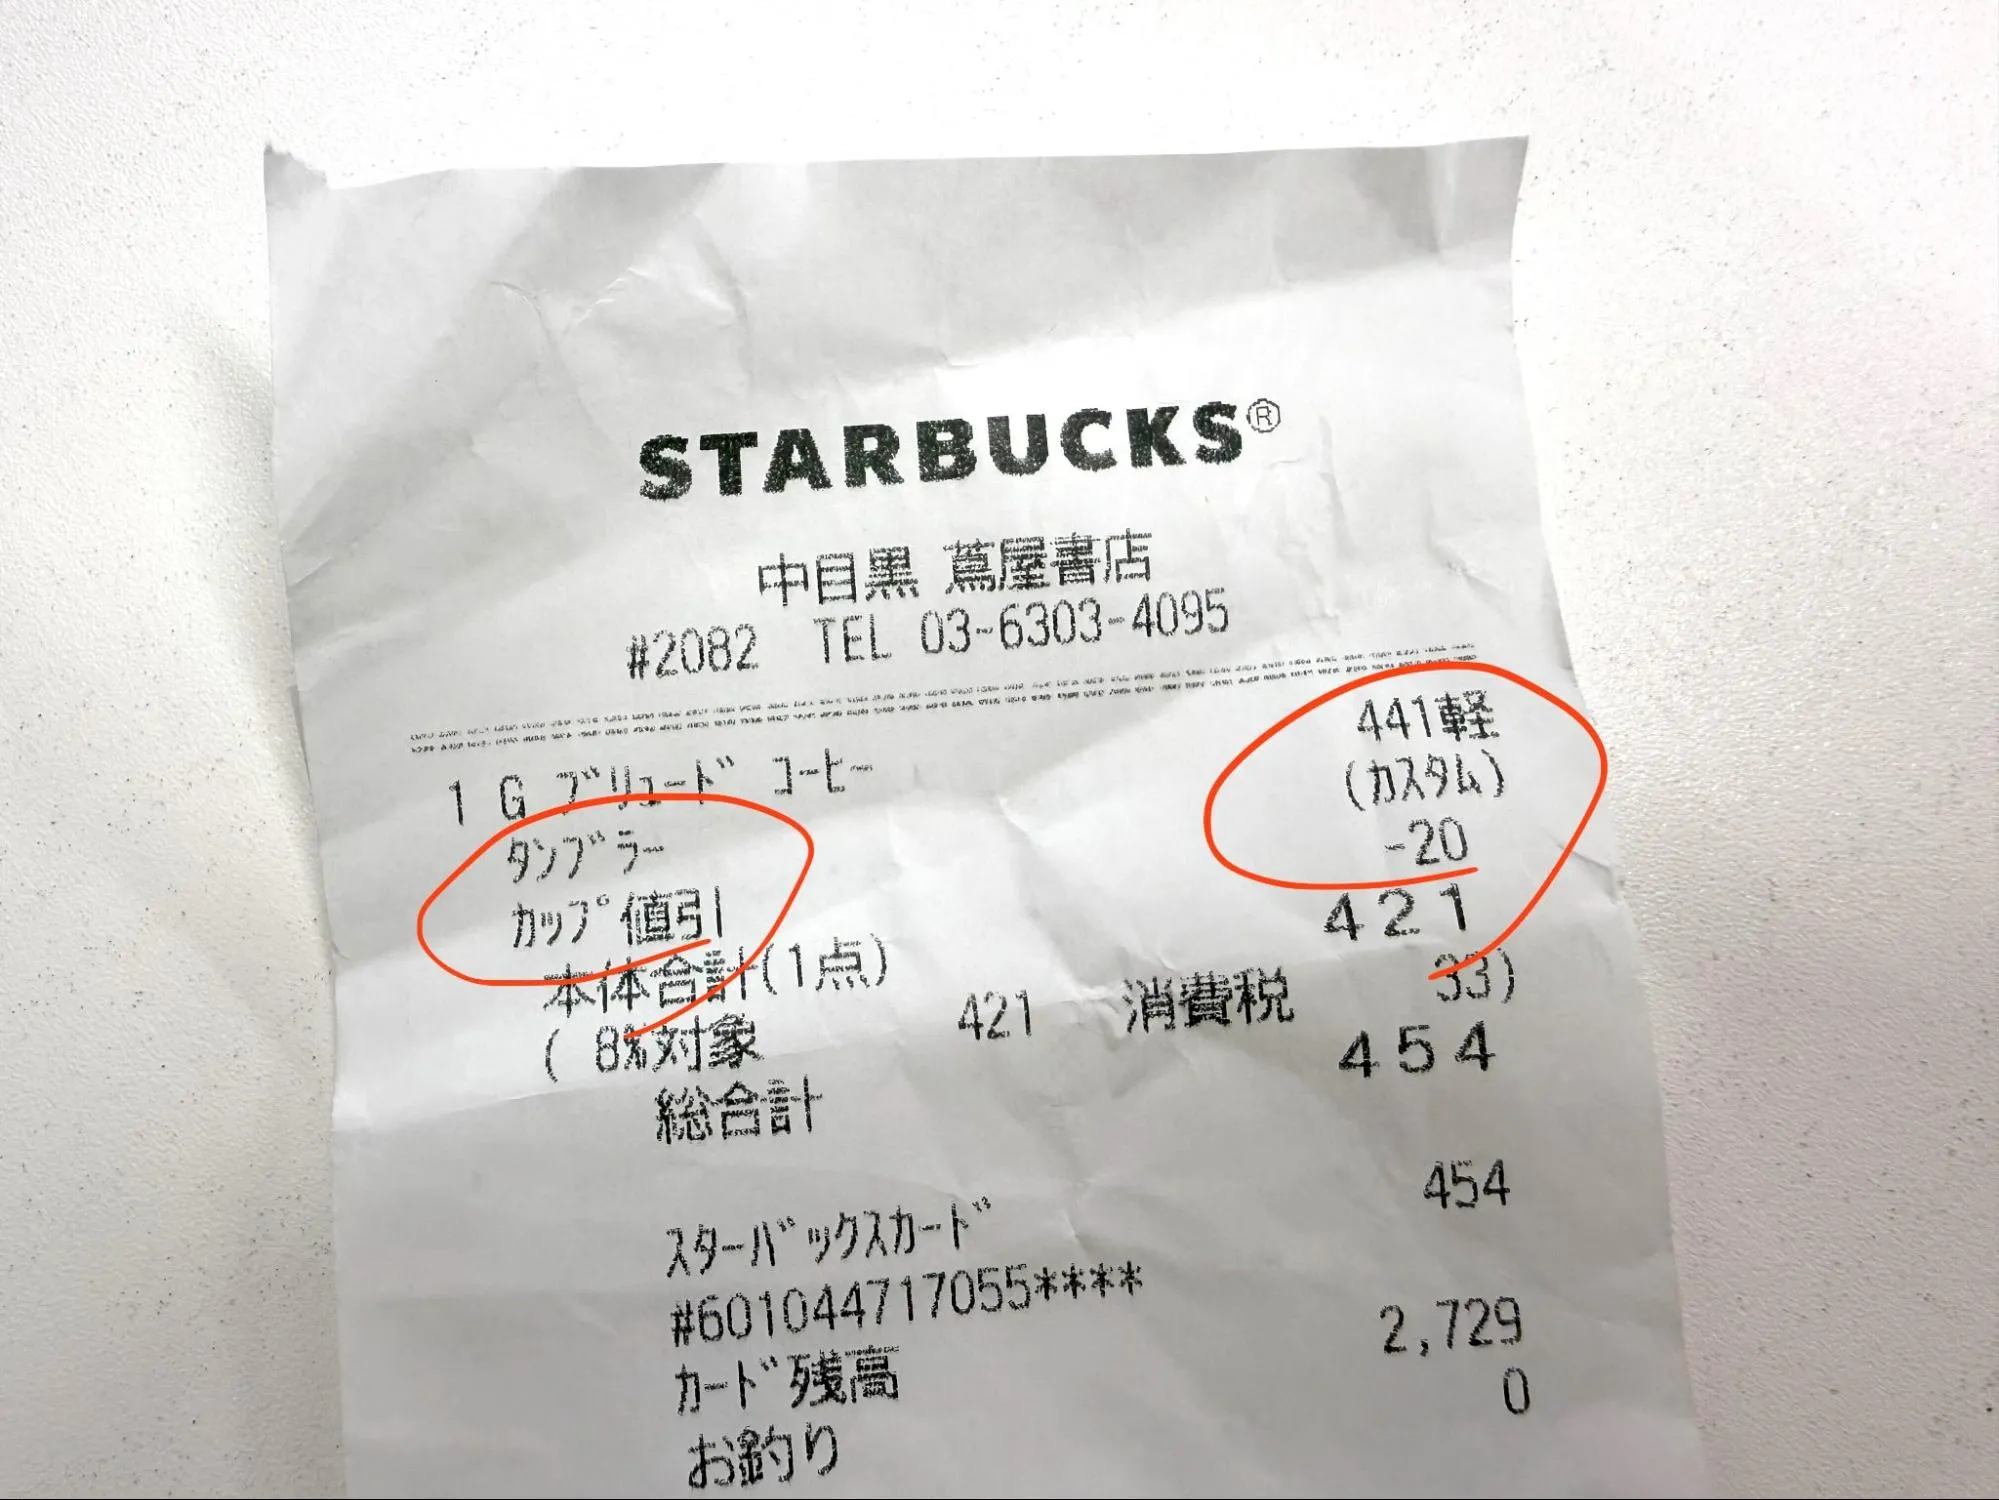 STARBUCKS®
中目黒 蔦屋書店
#2082 TEL 03-6303-4095
1 G ブリュード コーヒー 441軽
タンブラー (カスタム)
カップ値引 -20
本体合計(1点) 421
( 8%対象 421 消費税 33)
総合計 454
スターバックスカード 454
#601044717055****
カード残高 2,729
お釣り 0